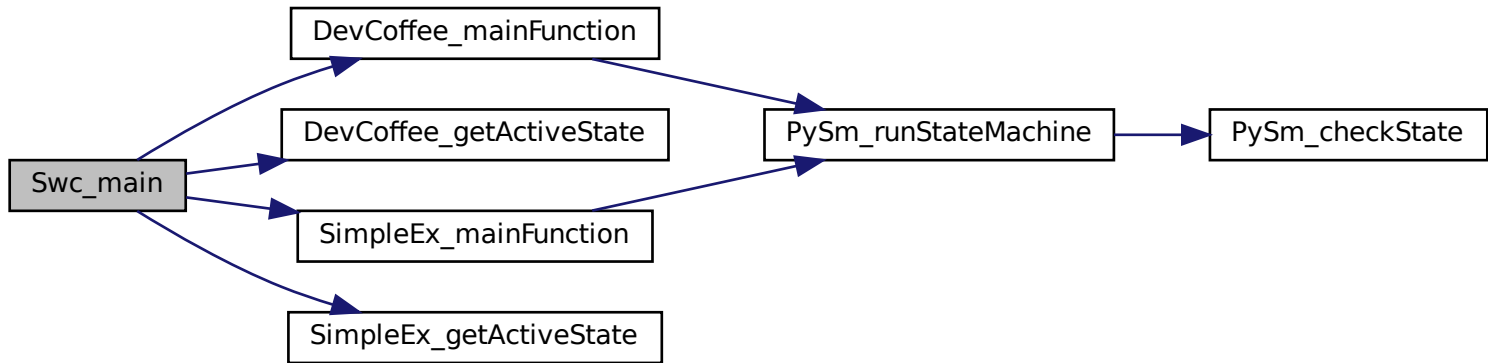 Swc_main
DevCoffee_mainFunction
DevCoffee_getActiveState
SimpleEx_mainFunction
SimpleEx_getActiveState
PySm_runStateMachine
PySm_checkState